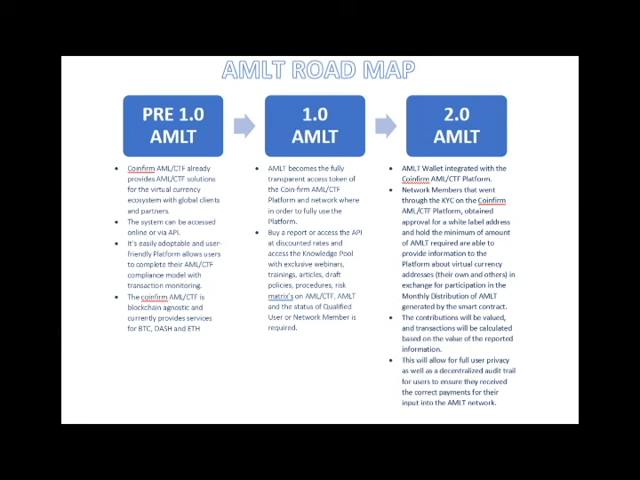 AMLT ROAD MAP
PRE 1.0
AMLT
1.0
AMLT
2.0
AMLT
• Coinfirm AML/CTF already
provides AML/CTF solutions
for the virtual currency
ecosystem with global clients
and partners.
• The system can be accessed
online or via API.
• It's easily adoptable and user-
friendly Platform allows users
to complete their AML/CTF
compliance model with
transaction monitoring.
• The coinfirm AML/CTF is
blockchain agnostic and
currently provides services
for BTC, DASH and ETH
• AMLT becomes the fully
transparent access token of
the Coin-firm AML/CTF
Platform and network where
in order to fully use the
Platform.
• Buy a report or access the API
at discounted rates and
access the Knowledge Pool
with exclusive webinars,
trainings, articles, draft
policies, procedures, risk
matrix's on AML/CTF, AMLT
and the status of Qualified
User or Network Member is
required.
• AMLT Wallet integrated with the
Coinfirm AML/CTF Platform.
• Network Members that went
through the KYC on the Coinfirm
AML/CTF Platform, obtained
approval for a white label address
and hold the minimum of amount
of AMLT required are able to
provide information to the
Platform about virtual currency
addresses (their own and others) in
exchange for participation in the
Monthly Distribution of AMLT
generated by the smart contract.
• The contributions will be valued,
and transactions will be calculated
based on the value of the reported
information.
• This will allow for full user privacy
as well as a decentralized audit trail
for users to ensure they received
the correct payments for their
input into the AMLT network.